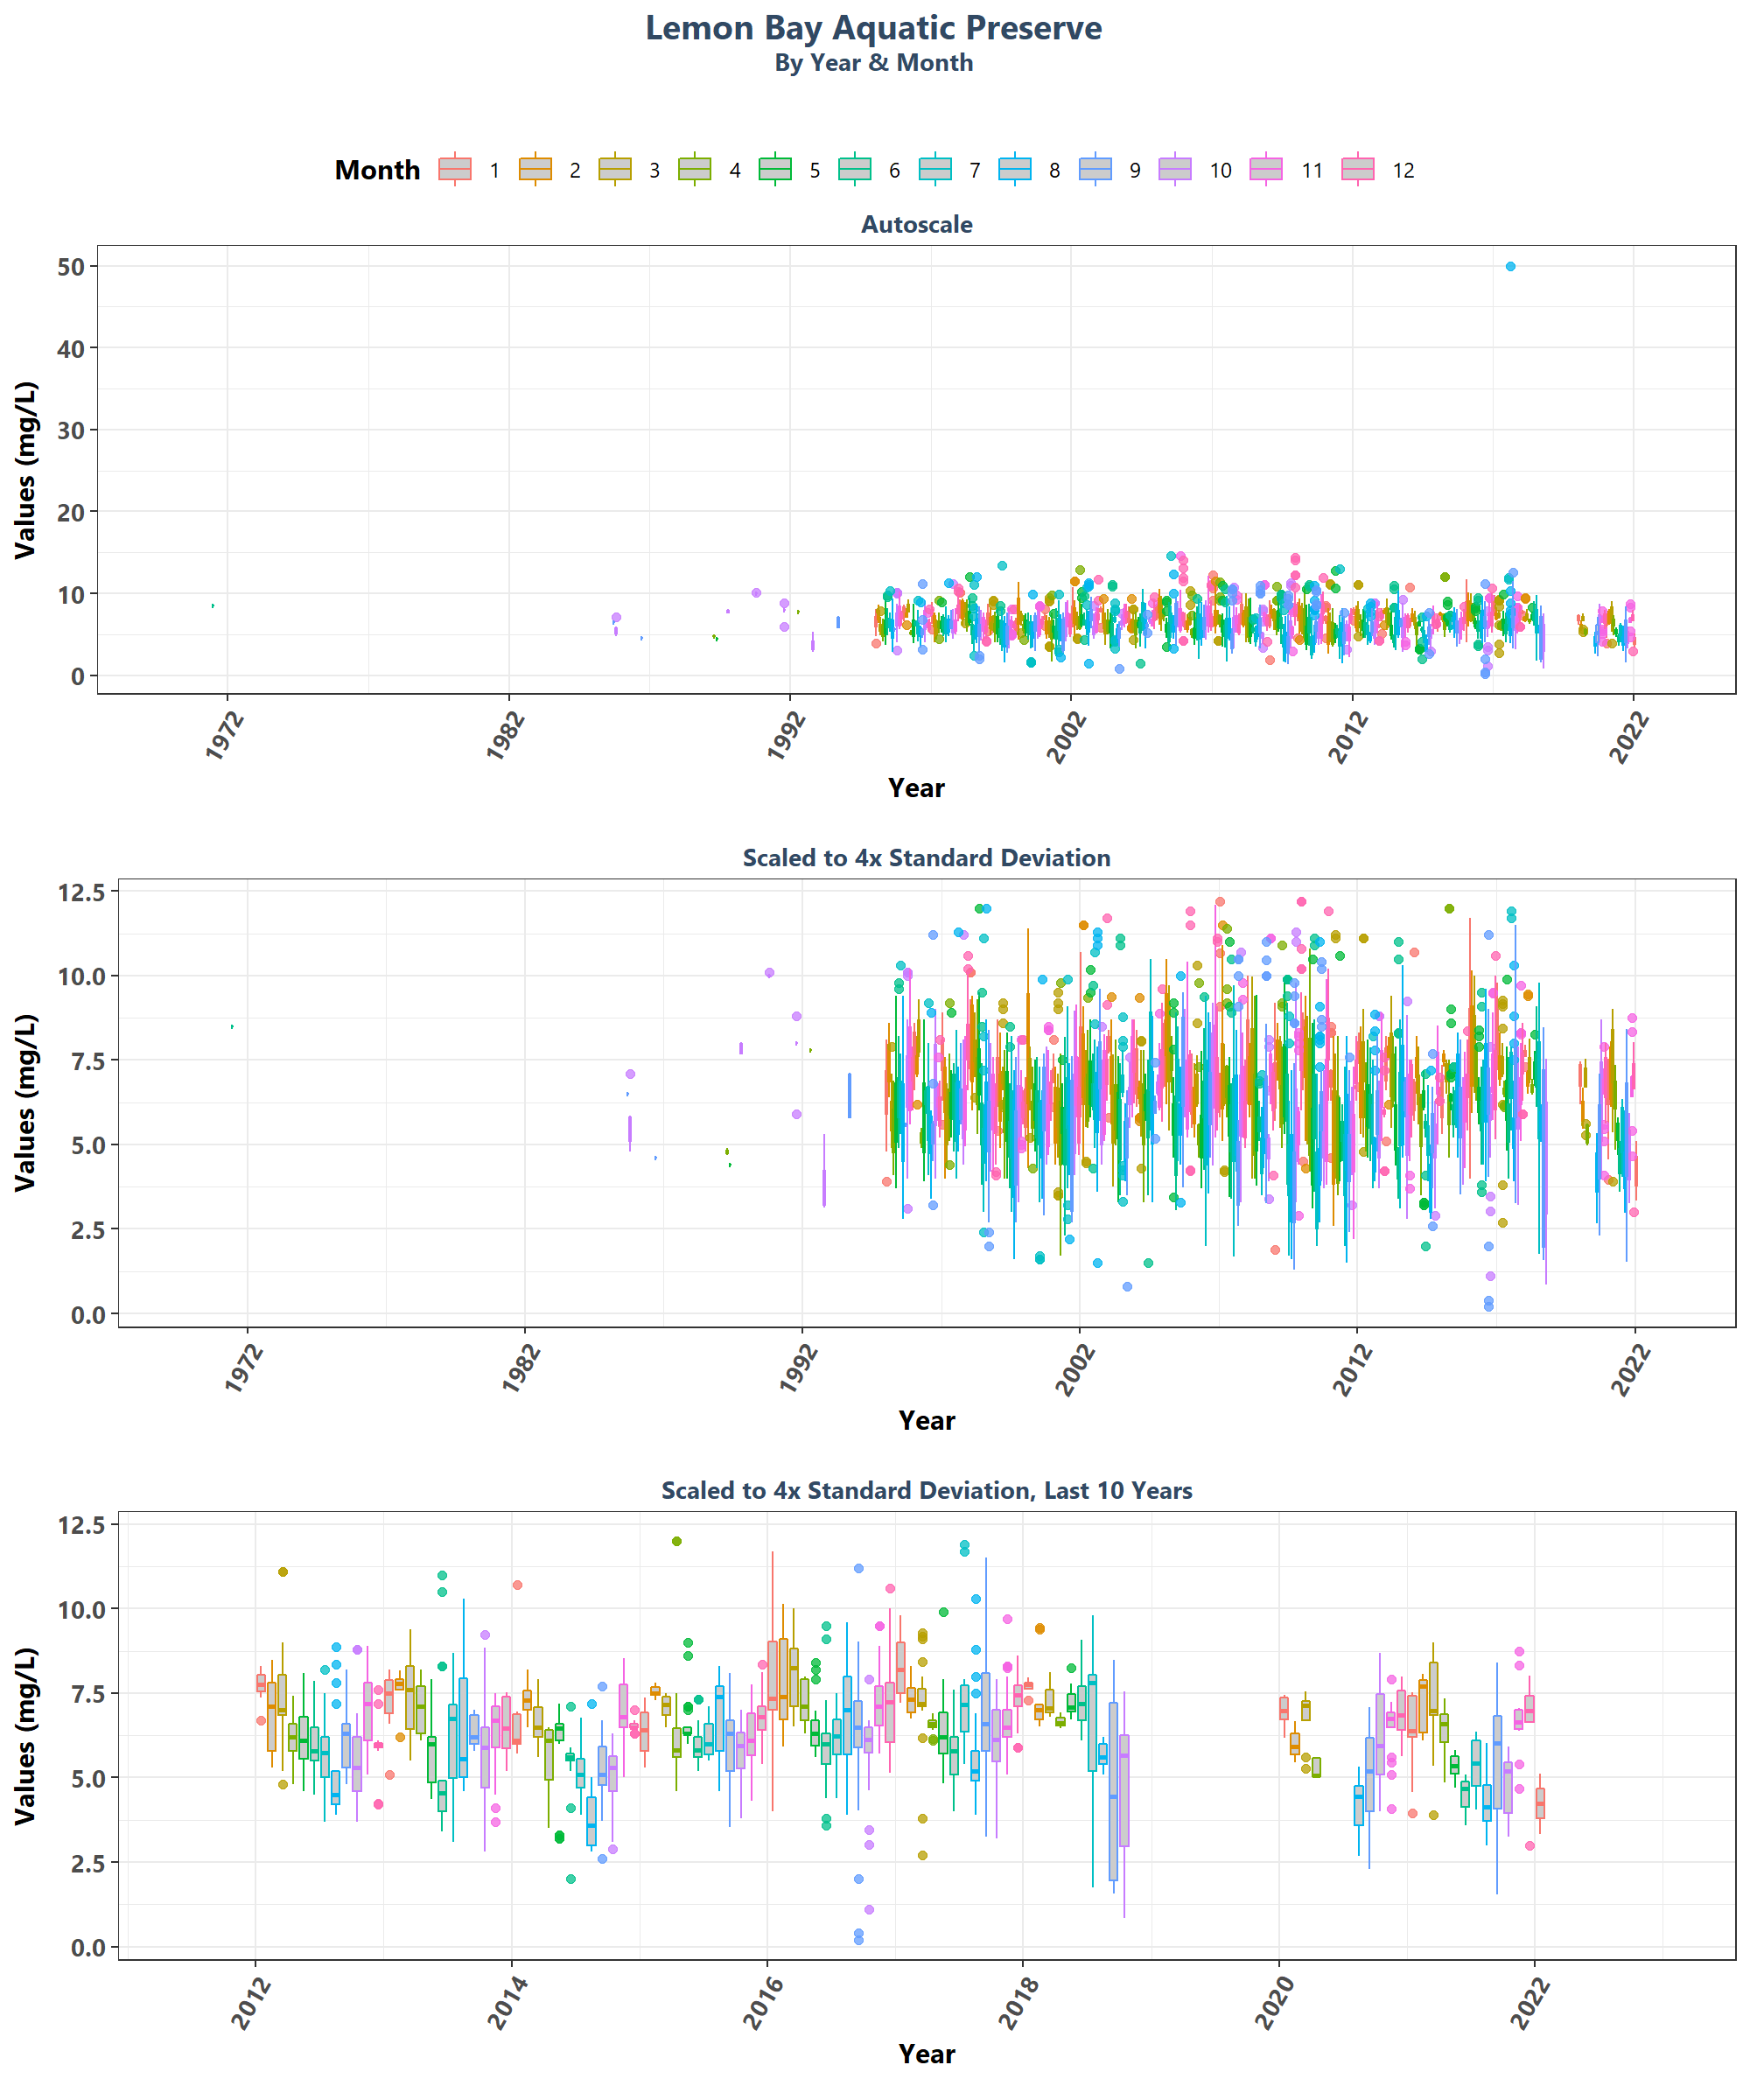 Lemon Bay Aquatic Preserve
By Year & Month
Month 1 2 3 4 5 6 7 8 9 10 11 12
Autoscale
Values (mg/L)
50
40
30
20
10
0
1972 1982 1992 2002 2012 2022
Year
Scaled to 4x Standard Deviation
Values (mg/L)
12.5
10.0
7.5
5.0
2.5
0.0
1972 1982 1992 2002 2012 2022
Year
Scaled to 4x Standard Deviation, Last 10 Years
Values (mg/L)
12.5
10.0
7.5
5.0
2.5
0.0
2012 2014 2016 2018 2020 2022
Year